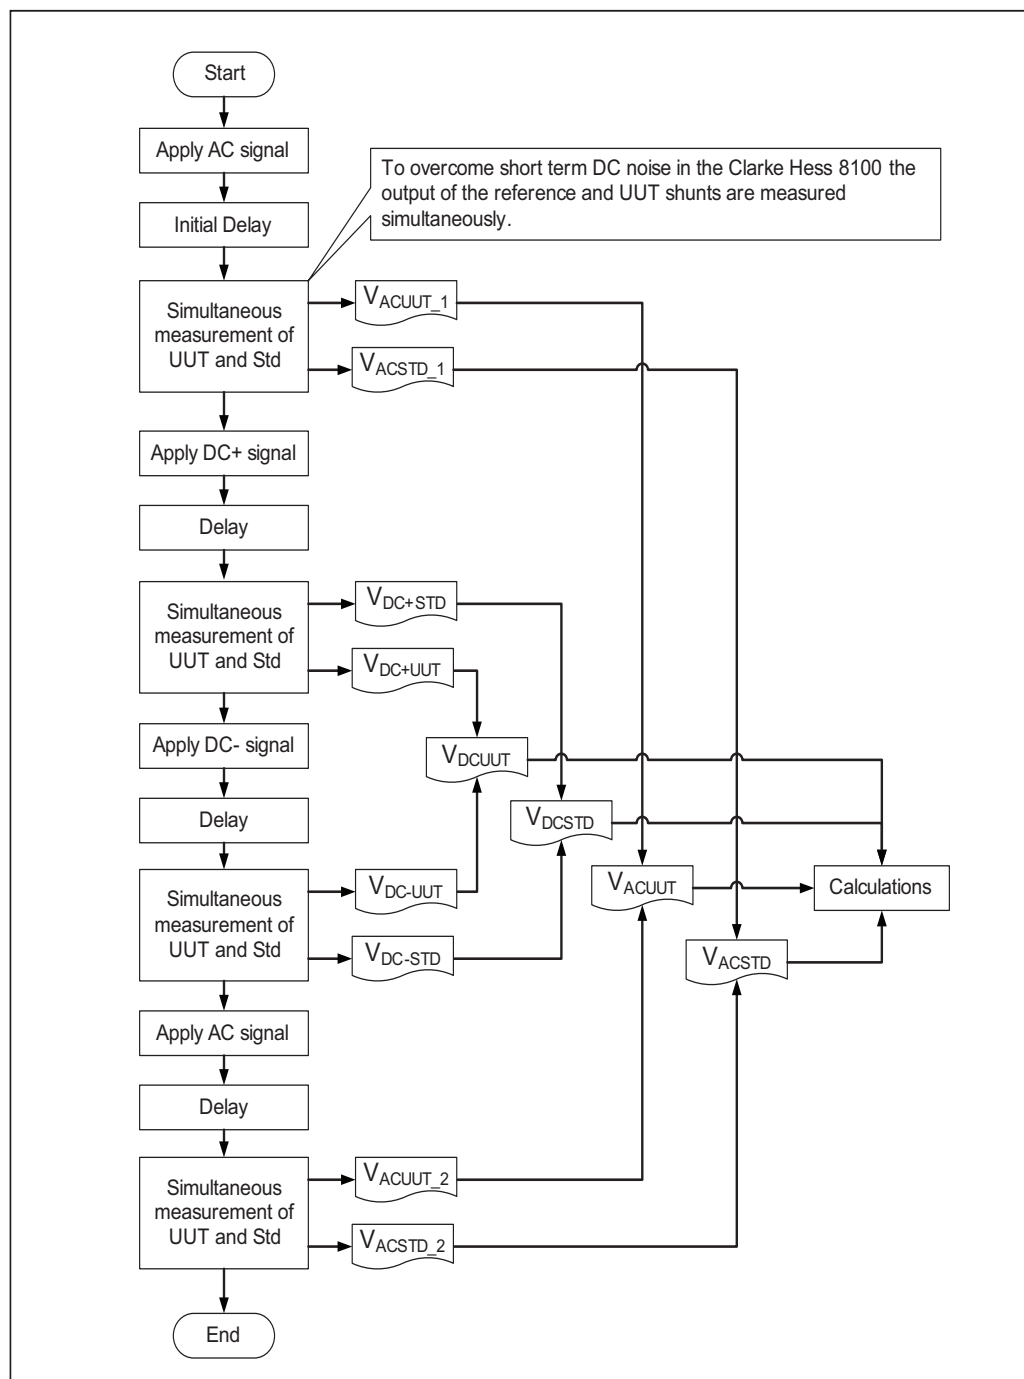 Start
Apply AC signal
To overcome short term DC noise in the Clarke Hess 8100 the
output of the reference and UUT shunts are measured
simultaneously.
Initial Delay
Simultaneous
measurement of
UUT and Std
VACUUT_1
VACSTD_1
Apply DC+ signal
Delay
Simultaneous
measurement of
UUT and Std
VDC+STD
VDC+UUT
Apply DC- signal
VDCUUT
Delay
VDCSTD
Simultaneous
measurement of
UUT and Std
VDC-UUT
VDC-STD
VACUUT
Calculations
VACSTD
Apply AC signal
Delay
Simultaneous
measurement of
UUT and Std
VACUUT_2
VACSTD_2
End